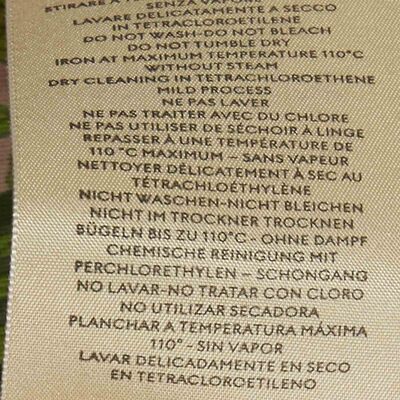 STIRARE A
SENZA VAPORE
LAVARE DELICATAMENTE A SECCO
IN TETRACLOROETILENE
DO NOT WASH-DO NOT BLEACH
DO NOT TUMBLE DRY
IRON AT MAXIMUM TEMPERATURE 110°C
WITHOUT STEAM
DRY CLEANING IN TETRACHLOROETHENE
MILD PROCESS
NE PAS LAVER
NE PAS TRAITER AVEC DU CHLORE
NE PAS UTILISER DE SÉCHOIR À LINGE
REPASSER À UNE TEMPÉRATURE DE
110 °C MAXIMUM – SANS VAPEUR
NETTOYER DÉLICATEMENT À SEC AU
TÉTRACHLOÉTHYLÈNE
NICHT WASCHEN-NICHT BLEICHEN
NICHT IM TROCKNER TROCKNEN
BÜGELN BIS ZU 110°C - OHNE DAMPF
CHEMISCHE REINIGUNG MIT
PERCHLORETHYLEN – SCHONGANG
NO LAVAR-NO TRATAR CON CLORO
NO UTILIZAR SECADORA
PLANCHAR A TEMPERATURA MÁXIMA
110° - SIN VAPOR
LAVAR DELICADAMENTE EN SECO
EN TETRACLOROETILENO